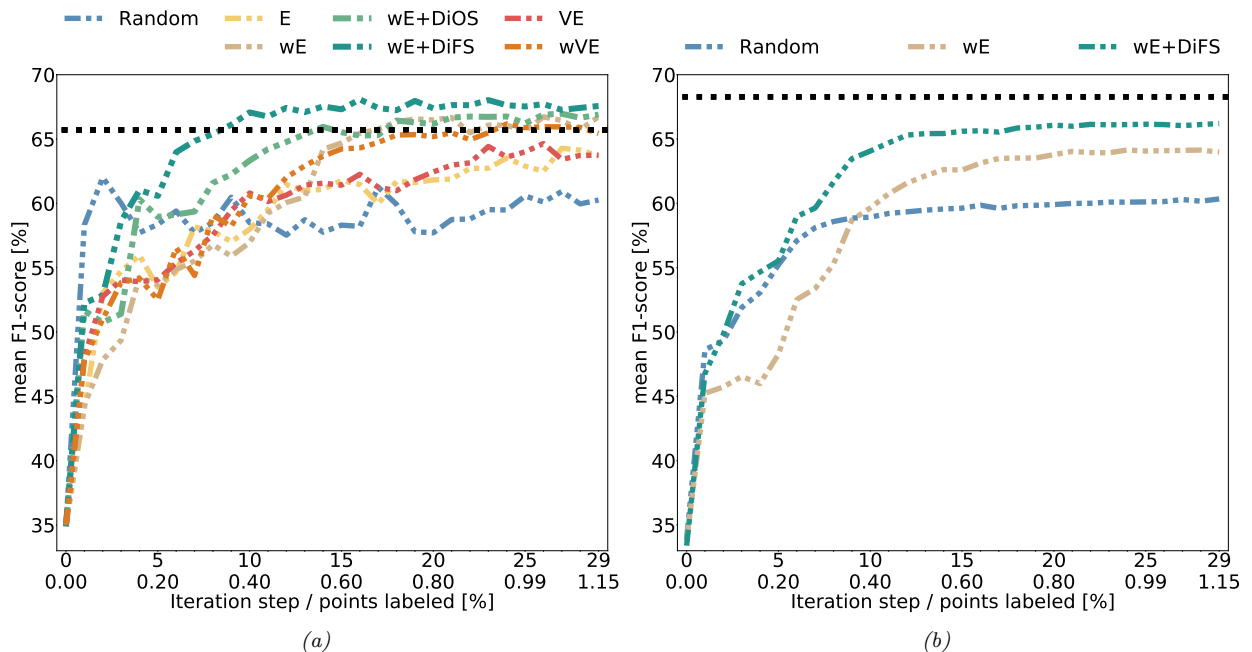 Random E wE+DiOS VE
wE wE+DiFS wVE
70
65
60
55
50
45
40
35
mean F1-score [%]
0 5 10 15 20 25 29
0.00 0.20 0.40 0.60 0.80 0.99 1.15
Iteration step / points labeled [%]
(a)
Random wE wE+DiFS
70
65
60
55
50
45
40
35
mean F1-score [%]
0 5 10 15 20 25 29
0.00 0.20 0.40 0.60 0.80 0.99 1.15
Iteration step / points labeled [%]
(b)